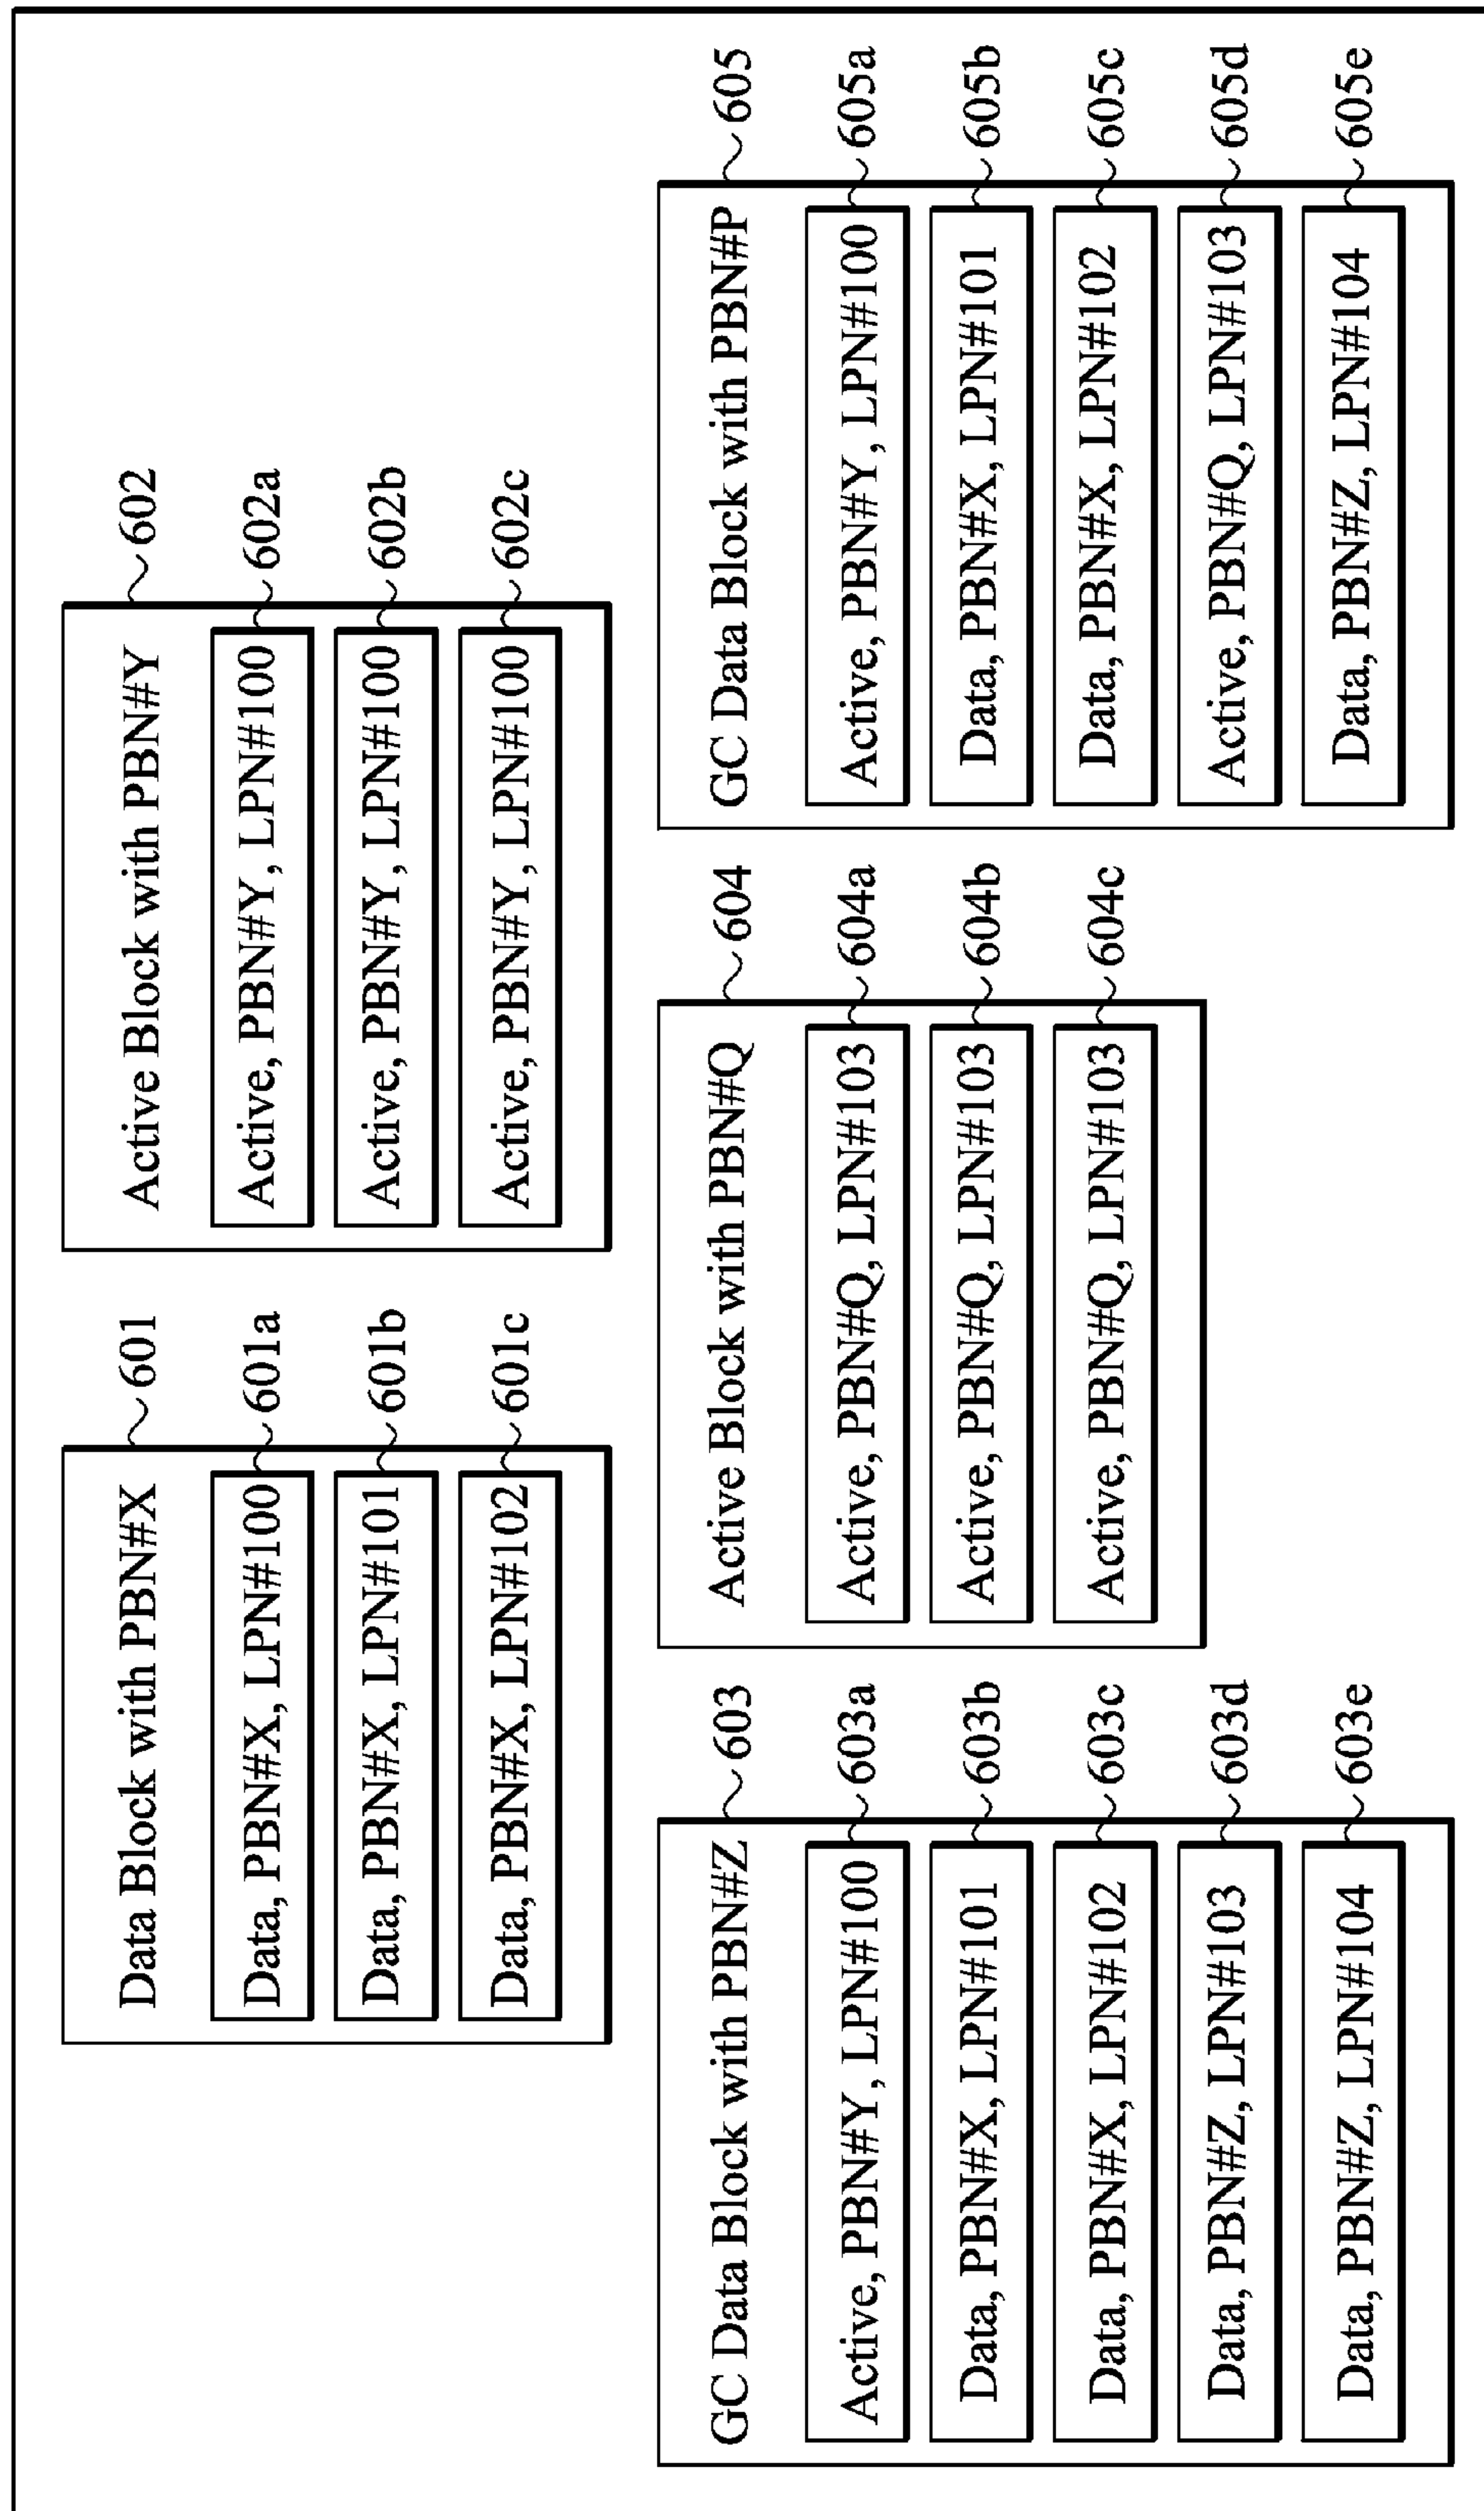 Data Block with PBN#X
601
Data, PBN#X, LPN#100
601a
Data, PBN#X, LPN#101
601b
Data, PBN#X, LPN#102
601c
Active Block with PBN#Y
602
Active, PBN#Y, LPN#100
602a
Active, PBN#Y, LPN#100
602b
Active, PBN#Y, LPN#100
602c
GC Data Block with PBN#Z
603
Active, PBN#Y, LPN#100
603a
Data, PBN#X, LPN#101
603b
Data, PBN#X, LPN#102
603c
Data, PBN#Z, LPN#103
603d
Data, PBN#Z, LPN#104
603e
Active Block with PBN#Q
604
Active, PBN#Q, LPN#103
604a
Active, PBN#Q, LPN#103
604b
Active, PBN#Q, LPN#103
604c
GC Data Block with PBN#P
605
Active, PBN#Y, LPN#100
605a
Data, PBN#X, LPN#101
605b
Data, PBN#X, LPN#102
605c
Active, PBN#Q, LPN#103
605d
Data, PBN#Z, LPN#104
605e